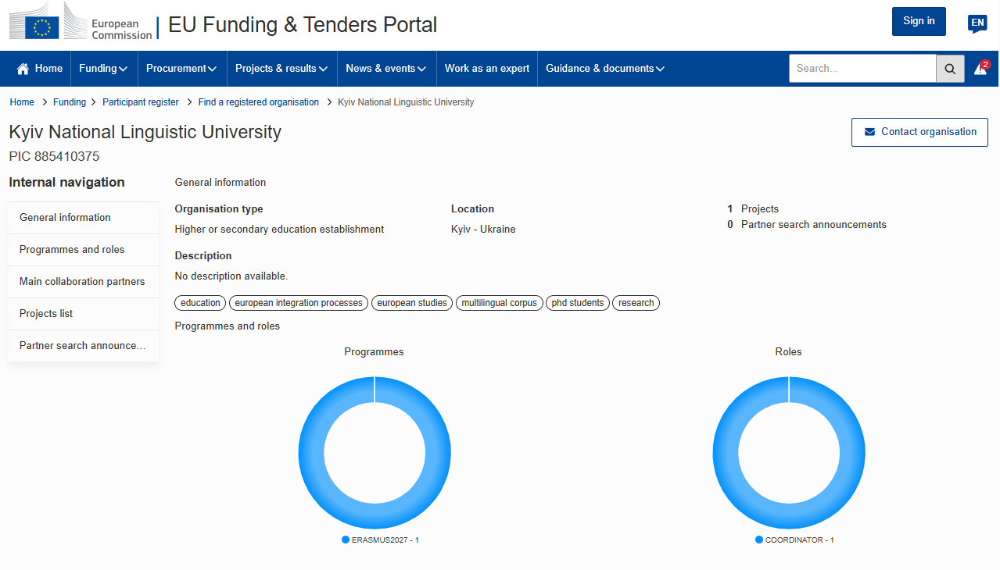 European
Commission
EU Funding & Tenders Portal
Sign in
EN
Home
Funding
Procurement
Projects & results
News & events
Work as an expert
Guidance & documents
Search...
2
Home > Funding > Participant register > Find a registered organisation > Kyiv National Linguistic University
Kyiv National Linguistic University
Contact organisation
PIC 885410375
Internal navigation
General information
Programmes and roles
Main collaboration partners
Projects list
Partner search announce...
General information
Organisation type
Higher or secondary education establishment
Location
Kyiv - Ukraine
1 Projects
0 Partner search announcements
Description
No description available.
education
european integration processes
european studies
multilingual corpus
phd students
research
Programmes and roles
Programmes
ERASMUS2027 - 1
Roles
COORDINATOR - 1